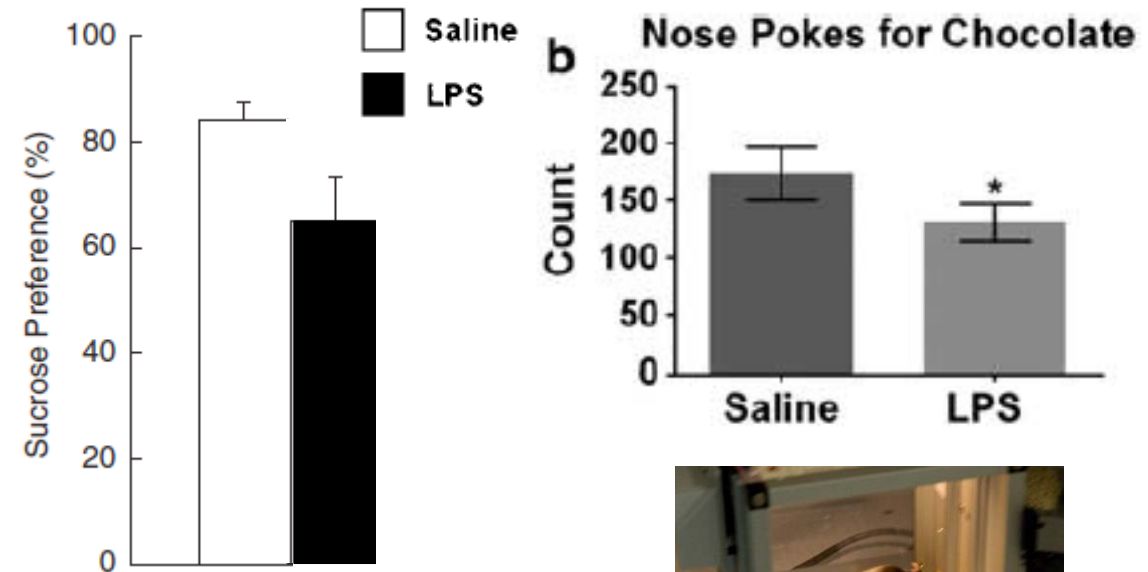 Sucrose Preference (%)
100
80
60
40
20
0
Saline
LPS
b
Nose Pokes for Chocolate
Count
250
200
150
100
50
0
*
Saline
LPS